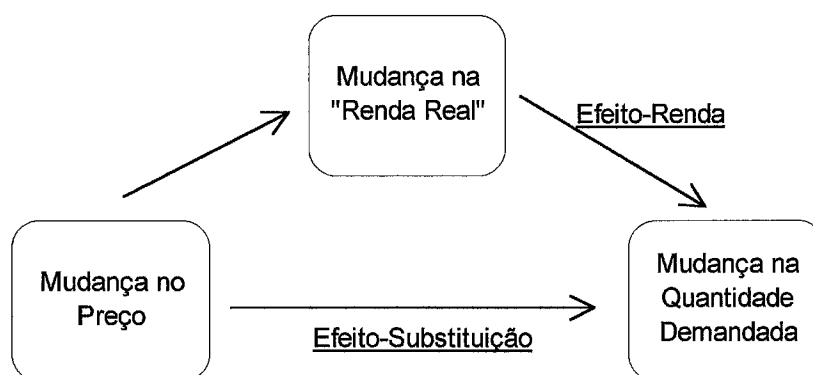 Mudança na
"Renda Real"
Efeito-Renda
Mudança no
Preço
Efeito-Substituição
Mudança na
Quantidade
Demandada